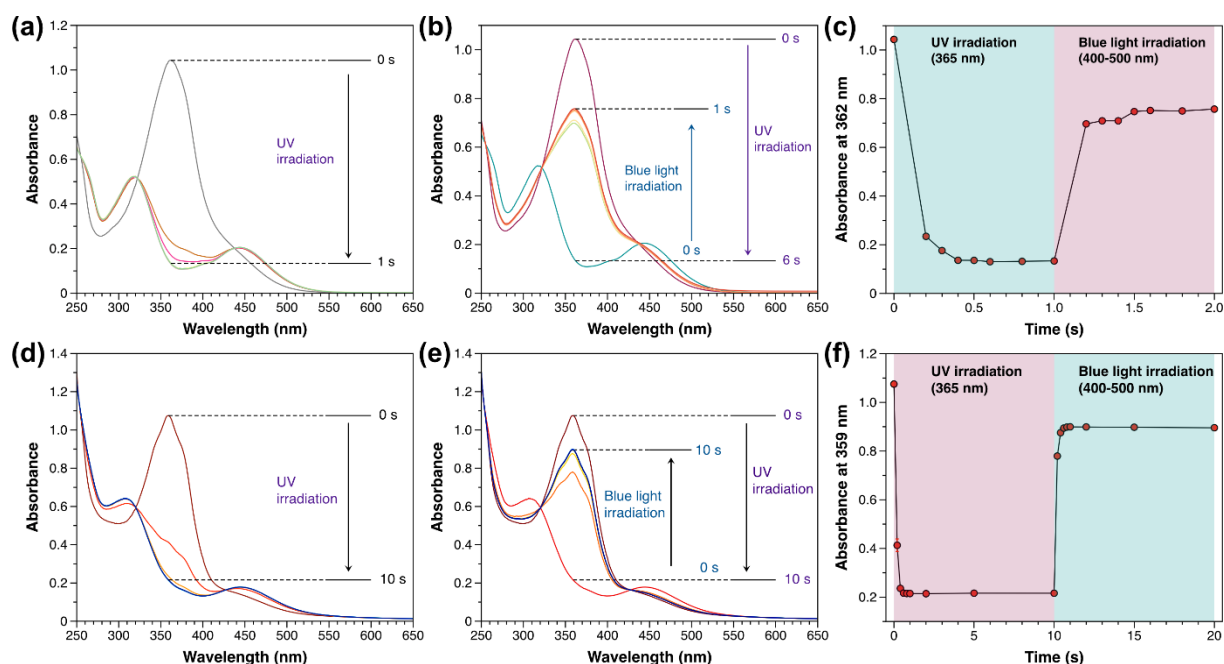 (a)
1.2
1.0
0.8
0.6
0.4
0.2
0
Absorbance
0 s
UV
irradiation
1 s
250 300 350 400 450 500 550 600 650
Wavelength (nm)
(b)
1.2
1.0
0.8
0.6
0.4
0.2
0
Absorbance
0 s
1 s
UV
irradiation
Blue light
irradiation
0 s
6 s
250 300 350 400 450 500 550 600 650
Wavelength (nm)
(c)
1.0
0.8
0.6
0.4
0.2
0
Absorbance at 362 nm
UV irradiation
(365 nm)
Blue light irradiation
(400-500 nm)
0 0.5 1.0 1.5 2.0
Time (s)
(d)
1.4
1.2
1.0
0.8
0.6
0.4
0.2
0
Absorbance
0 s
UV
irradiation
10 s
250 300 350 400 450 500 550 600 650
Wavelength (nm)
(e)
1.4
1.2
1.0
0.8
0.6
0.4
0.2
0
Absorbance
0 s
10 s
Blue light
irradiation
UV
irradiation
0 s
10 s
250 300 350 400 450 500 550 600 650
Wavelength (nm)
(f)
1.2
1.0
0.8
0.6
0.4
0.2
Absorbance at 359 nm
UV irradiation
(365 nm)
Blue light irradiation
(400-500 nm)
0 5 10 15 20
Time (s)